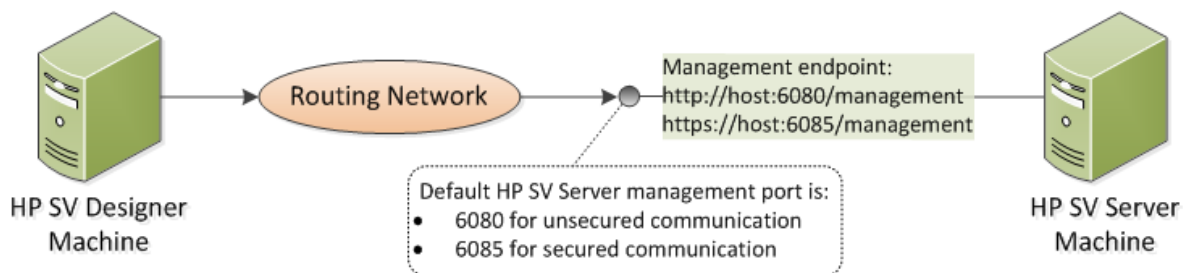 Routing Network
Management endpoint:
http://host:6080/management
https://host:6085/management
HP SV Designer
Machine
Default HP SV Server management port is:
• 6080 for unsecured communication
• 6085 for secured communication
HP SV Server
Machine